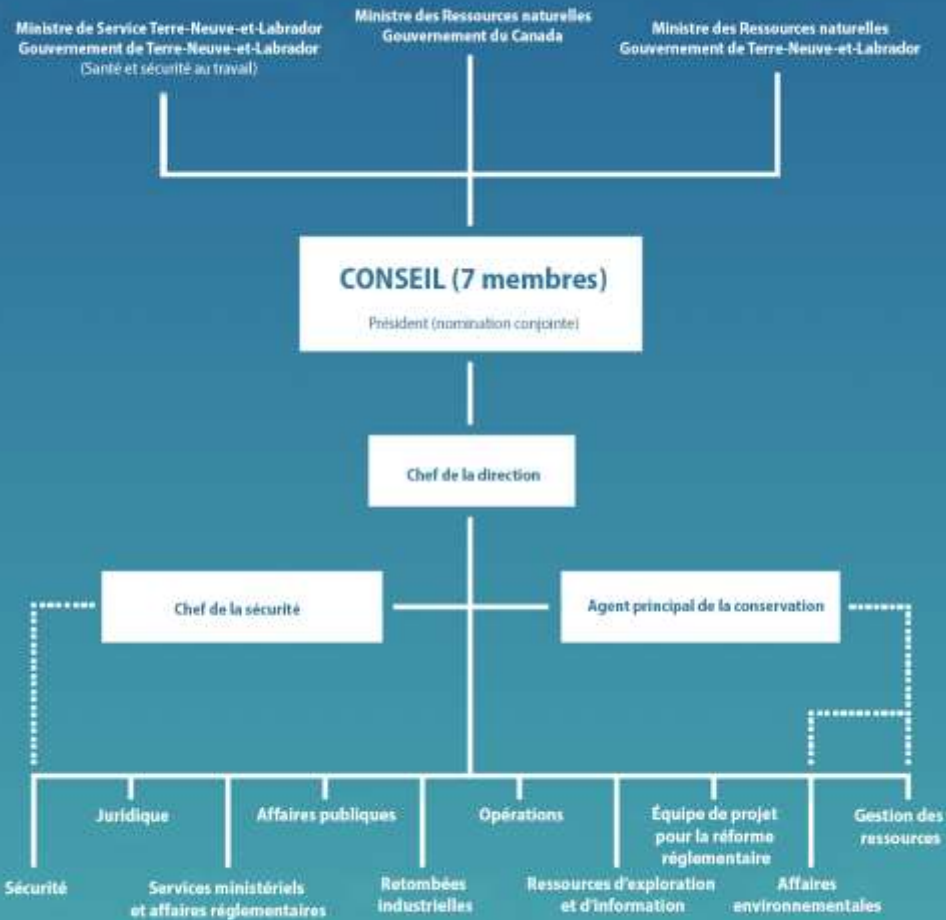 Ministre de Service Terre-Neuve-et-Labrador
Gouvernement de Terre-Neuve-et-Labrador
(Santé et sécurité au travail)
Ministre des Ressources naturelles
Gouvernement du Canada
Ministre des Ressources naturelles
Gouvernement de Terre-Neuve-et-Labrador
CONSEIL (7 membres)
Président (nomination conjointe)
Chef de la direction
Chef de la sécurité
Agent principal de la conservation
Sécurité
Juridique
Services ministériels
et affaires réglementaires
Affaires publiques
Retombées
industrielles
Opérations
Ressources d'exploration
et d'information
Équipe de projet
pour la réforme
réglementaire
Affaires
environnementales
Gestion des
ressources